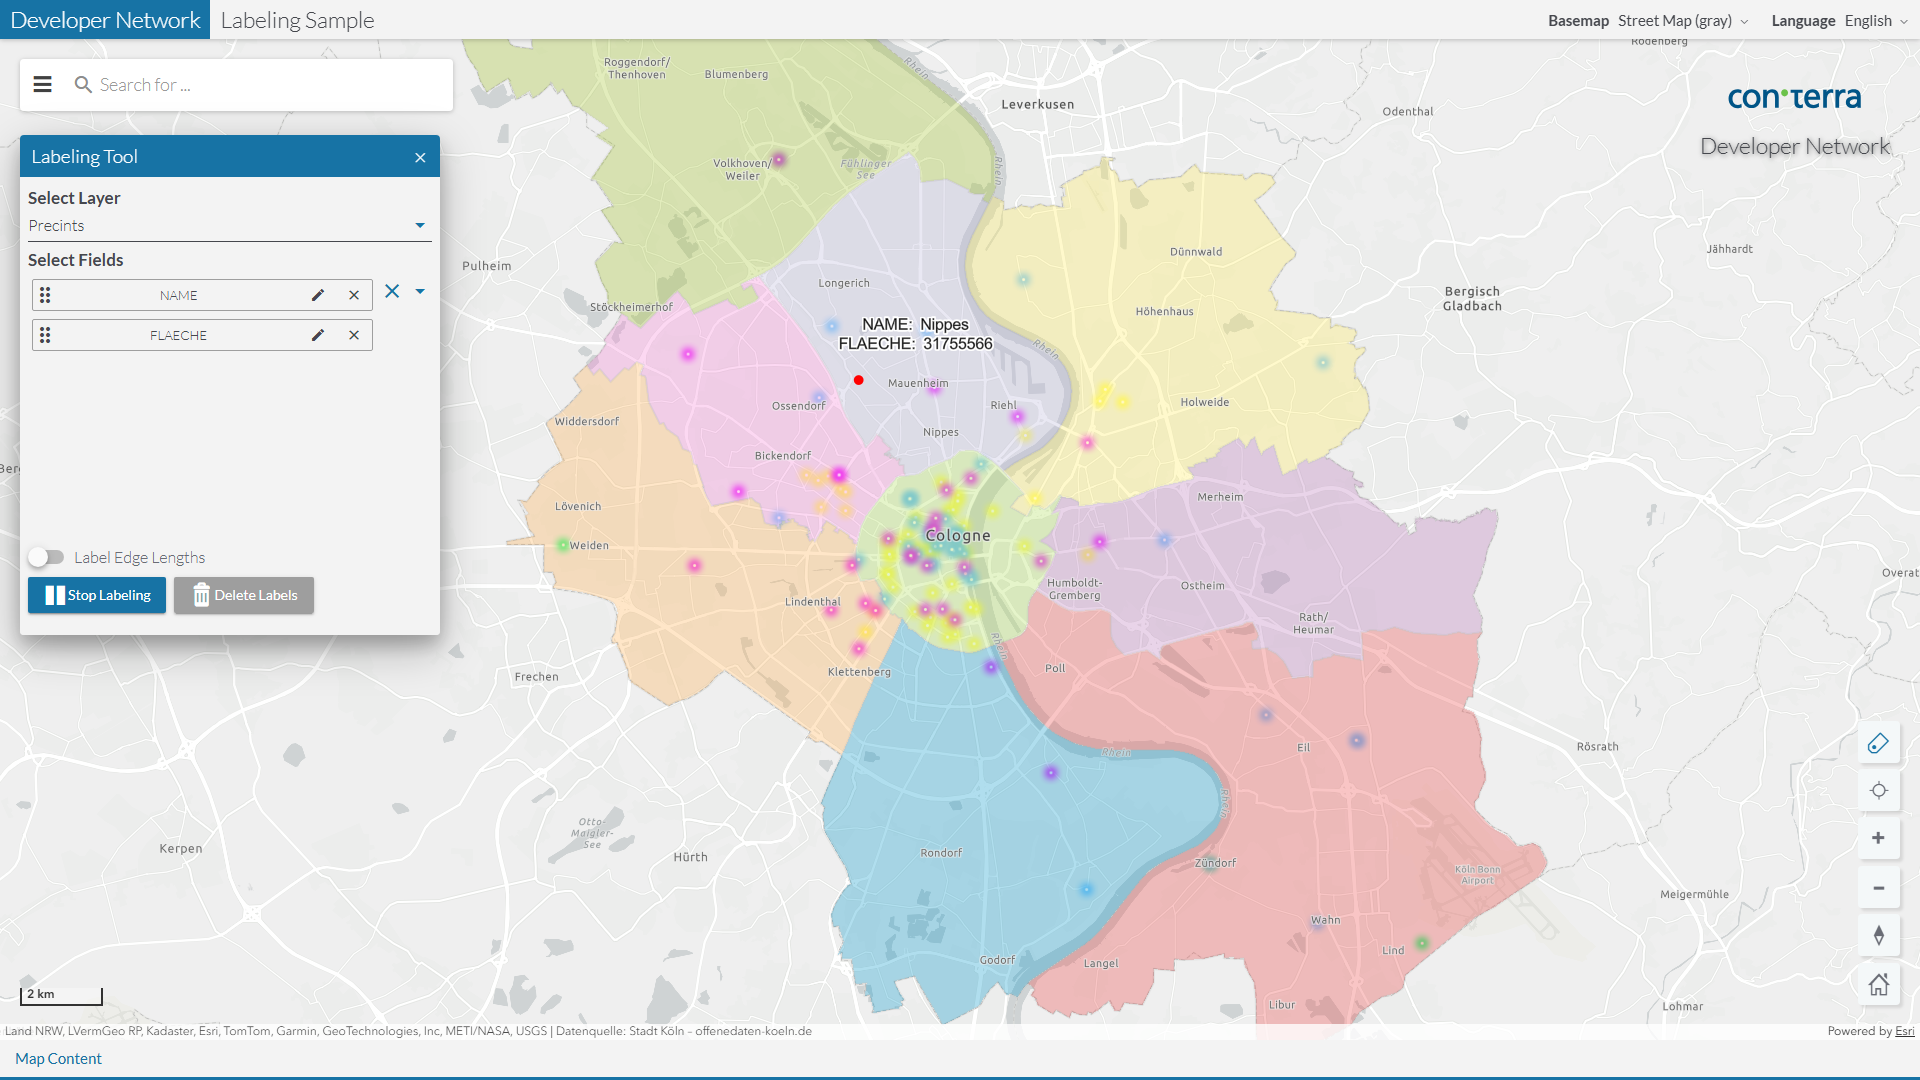 Developer Network
Labeling Sample
Basemap Street Map (gray)
Language English
Search for ...
con terra
Developer Network
Labeling Tool
Select Layer
Precints
Select Fields
NAME
FLAECHE
Label Edge Lengths
Stop Labeling
Delete Labels
Rodenberg
Roggendorf/
Thenhoven
Blumenberg
Rhein
Leverkusen
Odenthal
Volkhoven/
Weiler
Fühlinger
See
Rhein
Dünnwald
Jähhardt
Pulheim
Longerich
Bergisch
Gladbach
Stöckheimerhof
Höhenhaus
NAME: Nippes
FLAECHE: 31755566
Rhein
Mauenheim
Ossendorf
Riehl
Holweide
Widdersdorf
Nippes
Bickendorf
Ber
Merheim
Lövenich
Cologne
Weiden
Overat
Humboldt-
Gremberg
Ostheim
Lindenthal
Rath/
Heumar
Rhein
Poll
Klettenberg
Frechen
Eil
Rösrath
Rhein
Rhein
Otto-
Maigler-
See
Kerpen
Hürth
Rondorf
Zündorf
Köln Bonn
Airport
Meigermühle
Wahn
Lind
Godorf
Langel
Libur
Lohmar
2 km
Land NRW, LVermGeo RP, Kadaster, Esri, TomTom, Garmin, GeoTechnologies, Inc, METI/NASA, USGS | Datenquelle: Stadt Köln - offenedaten-koeln.de
Powered by Esri
Map Content